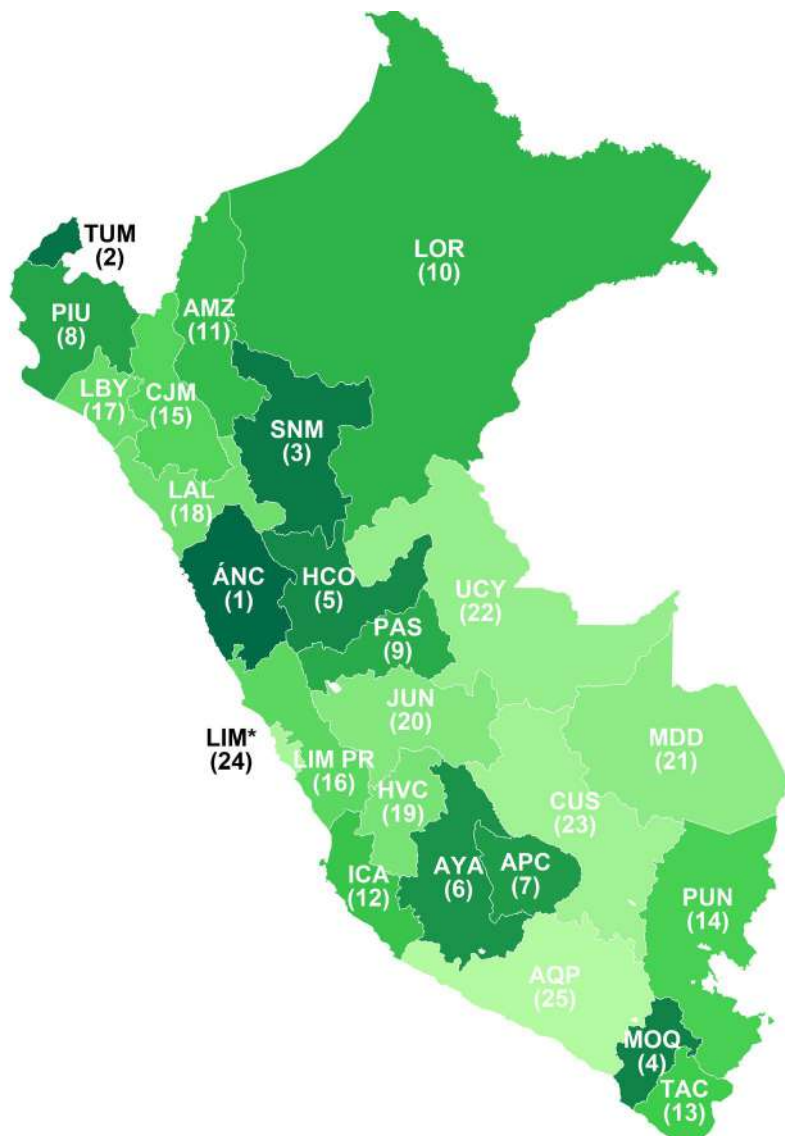 TUM
(2)
LOR
(10)
PIU
(8)
AMZ
(11)
LBY
(17)
CJM
(15)
SNM
(3)
LAL
(18)
ÁNC
(1)
HCO
(5)
UCY
(22)
PAS
(9)
JUN
(20)
LIM*
(24)
LIM PR
(16)
MDD
(21)
HVC
(19)
CUS
(23)
ICA
(12)
AYA
(6)
APC
(7)
PUN
(14)
AQP
(25)
MOQ
(4)
TAC
(13)